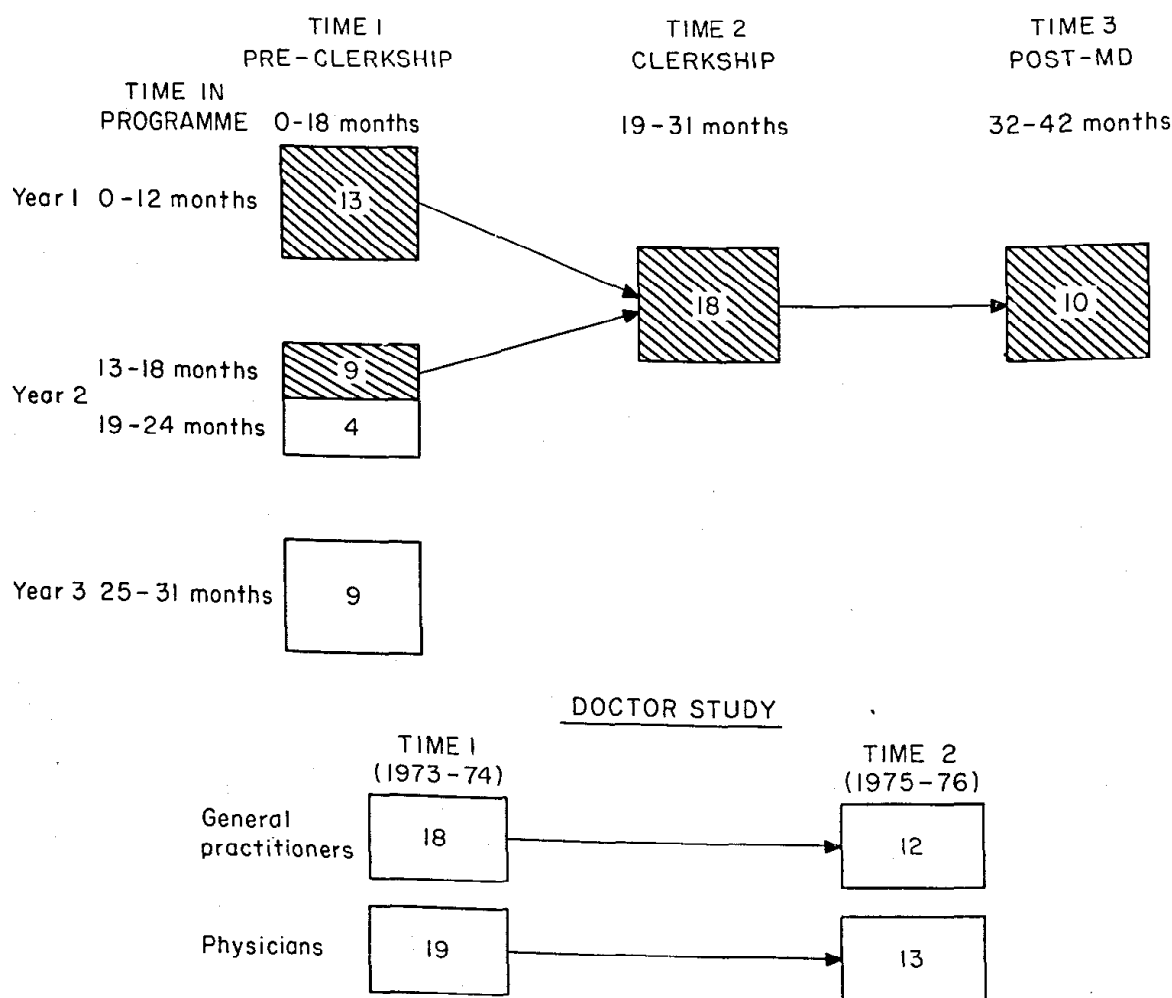 TIME 1
PRE-CLERKSHIP
TIME 2
CLERKSHIP
TIME 3
POST-MD
TIME IN
PROGRAMME
0-18 months
19-31 months
32-42 months
Year 1 0-12 months
13
18
10
Year 2
13-18 months
9
19-24 months
4
Year 3 25-31 months
9
DOCTOR STUDY
TIME 1
(1973-74)
TIME 2
(1975-76)
General
practitioners
18
12
Physicians
19
13